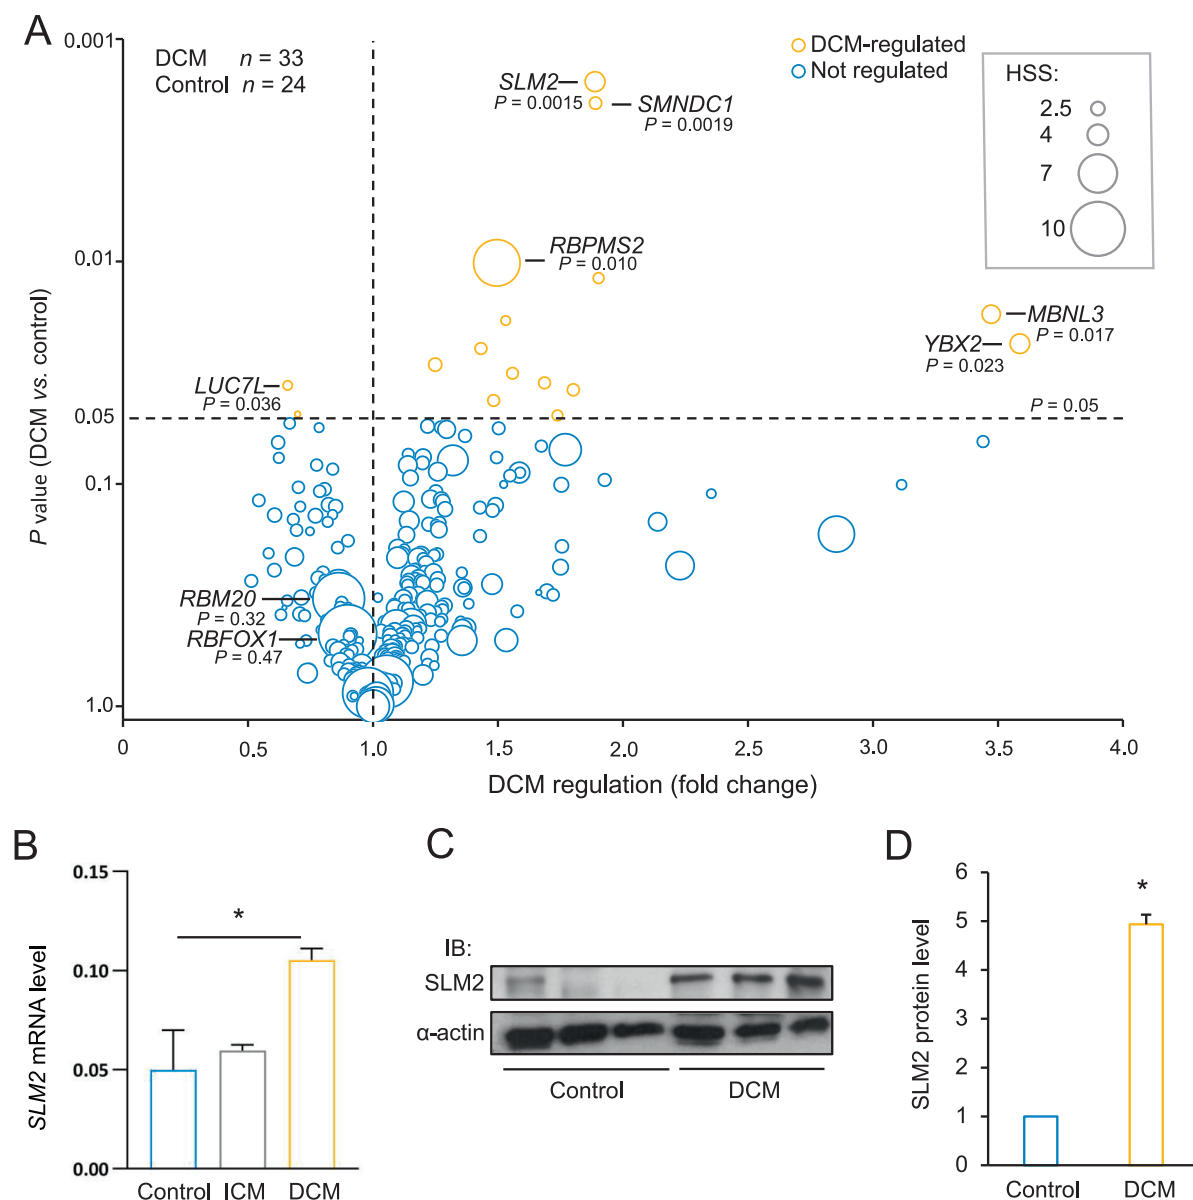 A
0.001
0.01
0.05
0.1
1.0
P value (DCM vs. control)
DCM n = 33
Control n = 24
DCM-regulated
Not regulated
HSS:
2.5
4
7
10
SLM2
P = 0.0015
SMNDC1
P = 0.0019
RBPMS2
P = 0.010
MBNL3
P = 0.017
YBX2
P = 0.023
LUC7L
P = 0.036
P = 0.05
RBM20
P = 0.32
RBFOX1
P = 0.47
0 0.5 1.0 1.5 2.0 2.5 3.0 3.5 4.0
DCM regulation (fold change)
B
0.15
0.10
0.05
0.00
SLM2 mRNA level
*
Control ICM DCM
C
IB:
SLM2
α-actin
Control DCM
D
6
5
4
3
2
1
0
SLM2 protein level
*
Control DCM